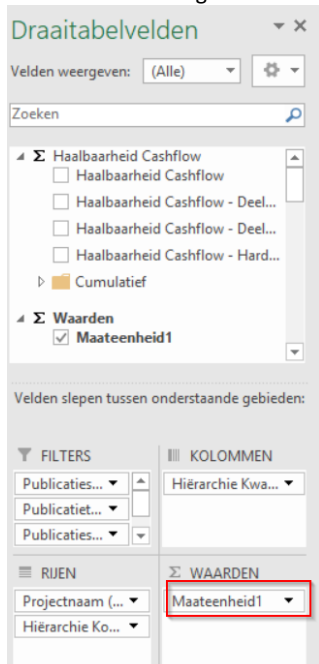 Draaitabelvelden
Velden weergeven: (Alle)
Zoeken
Σ Haalbaarheid Cashflow
Haalbaarheid Cashflow
Haalbaarheid Cashflow - Deel...
Haalbaarheid Cashflow - Deel...
Haalbaarheid Cashflow - Hard...
Cumulatief
Σ Waarden
Maateenheid1
Velden slepen tussen onderstaande gebieden:
FILTERS
Publicaties...
Publicatiet...
Publicaties...
KOLOMMEN
Hiërarchie Kwa...
RIJEN
Projectnaam (...
Hiërarchie Ko...
Σ WAARDEN
Maateenheid1